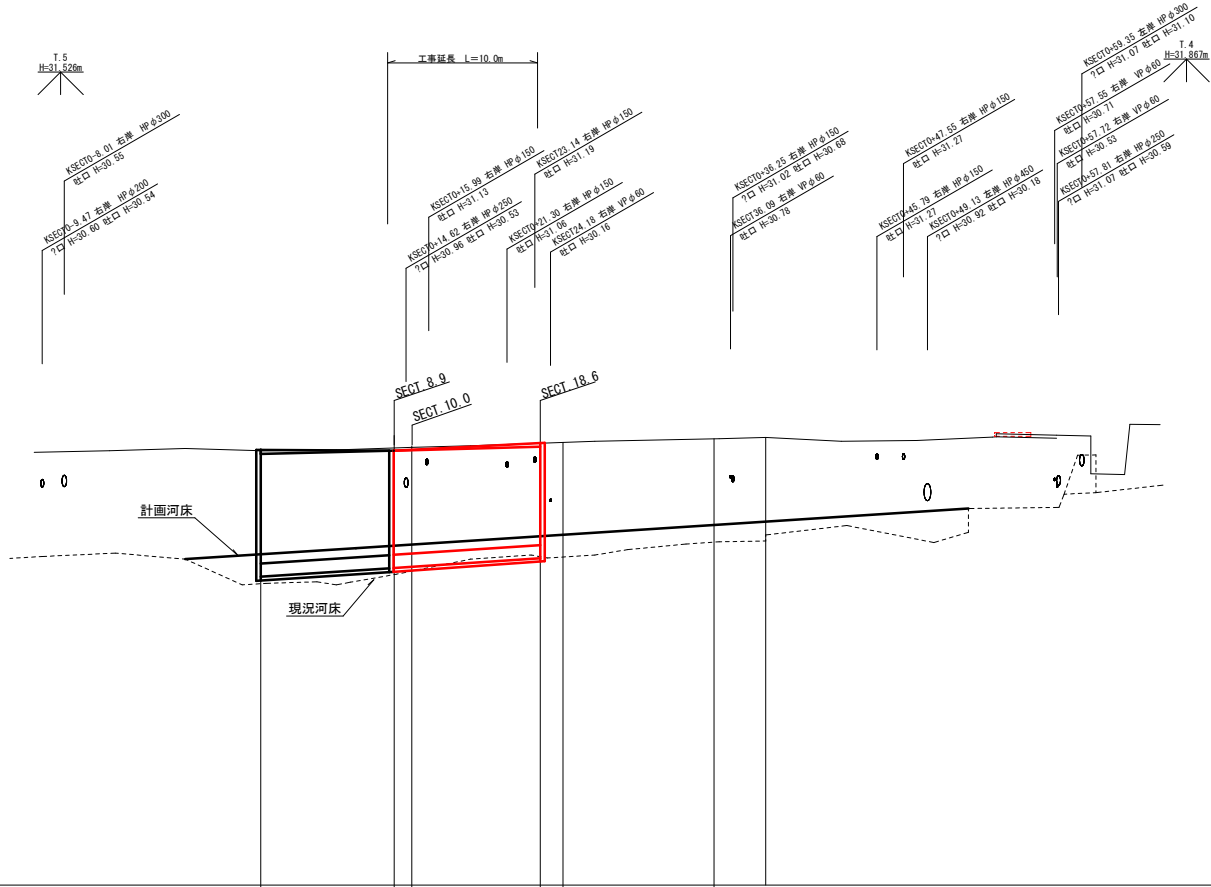 T.5
H=31.526m
工事延長 L=10.0m
KSECT0+59.35 左岸 HPφ300
?口 H=31.07 吐口 H=31.10
T.4
H=31.867m
KSECT0-8.01 右岸 HPφ300
吐口 H=30.55
KSECT0-9.47 右岸 HPφ200
?口 H=30.60 吐口 H=30.54
KSECT0+15.99 右岸 HPφ150
吐口 H=31.13
KSECT0+14.62 右岸 HPφ250
?口 H=30.96 吐口 H=30.53
KSECT23.14 右岸 HPφ150
吐口 H=31.19
KSECT0+21.30 右岸 HPφ150
吐口 H=31.06
KSECT24.18 右岸 VPφ60
吐口 H=30.16
KSECT0+36.25 右岸 HPφ150
?口 H=31.02 吐口 H=30.68
KSECT36.09 右岸 VPφ60
吐口 H=30.78
KSECT0+47.55 右岸 HPφ150
吐口 H=31.27
KSECT0+45.79 右岸 HPφ150
吐口 H=31.27
KSECT0+49.13 左岸 HPφ450
?口 H=30.92 吐口 H=30.18
KSECT0+57.55 右岸 VPφ60
吐口 H=30.71
KSECT0+57.72 右岸 VPφ60
吐口 H=30.53
KSECT0+57.81 右岸 HPφ250
?口 H=31.07 吐口 H=30.59
SECT.8.9
SECT.10.0
SECT.18.6
計画河床
現況河床